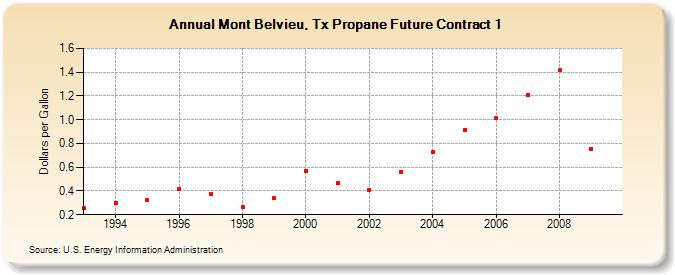 Annual Mont Belvieu, Tx Propane Future Contract 1
Dollars per Gallon
1.6
1.4
1.2
1.0
0.8
0.6
0.4
0.2
1994 1996 1998 2000 2002 2004 2006 2008
Source: U.S. Energy Information Administration